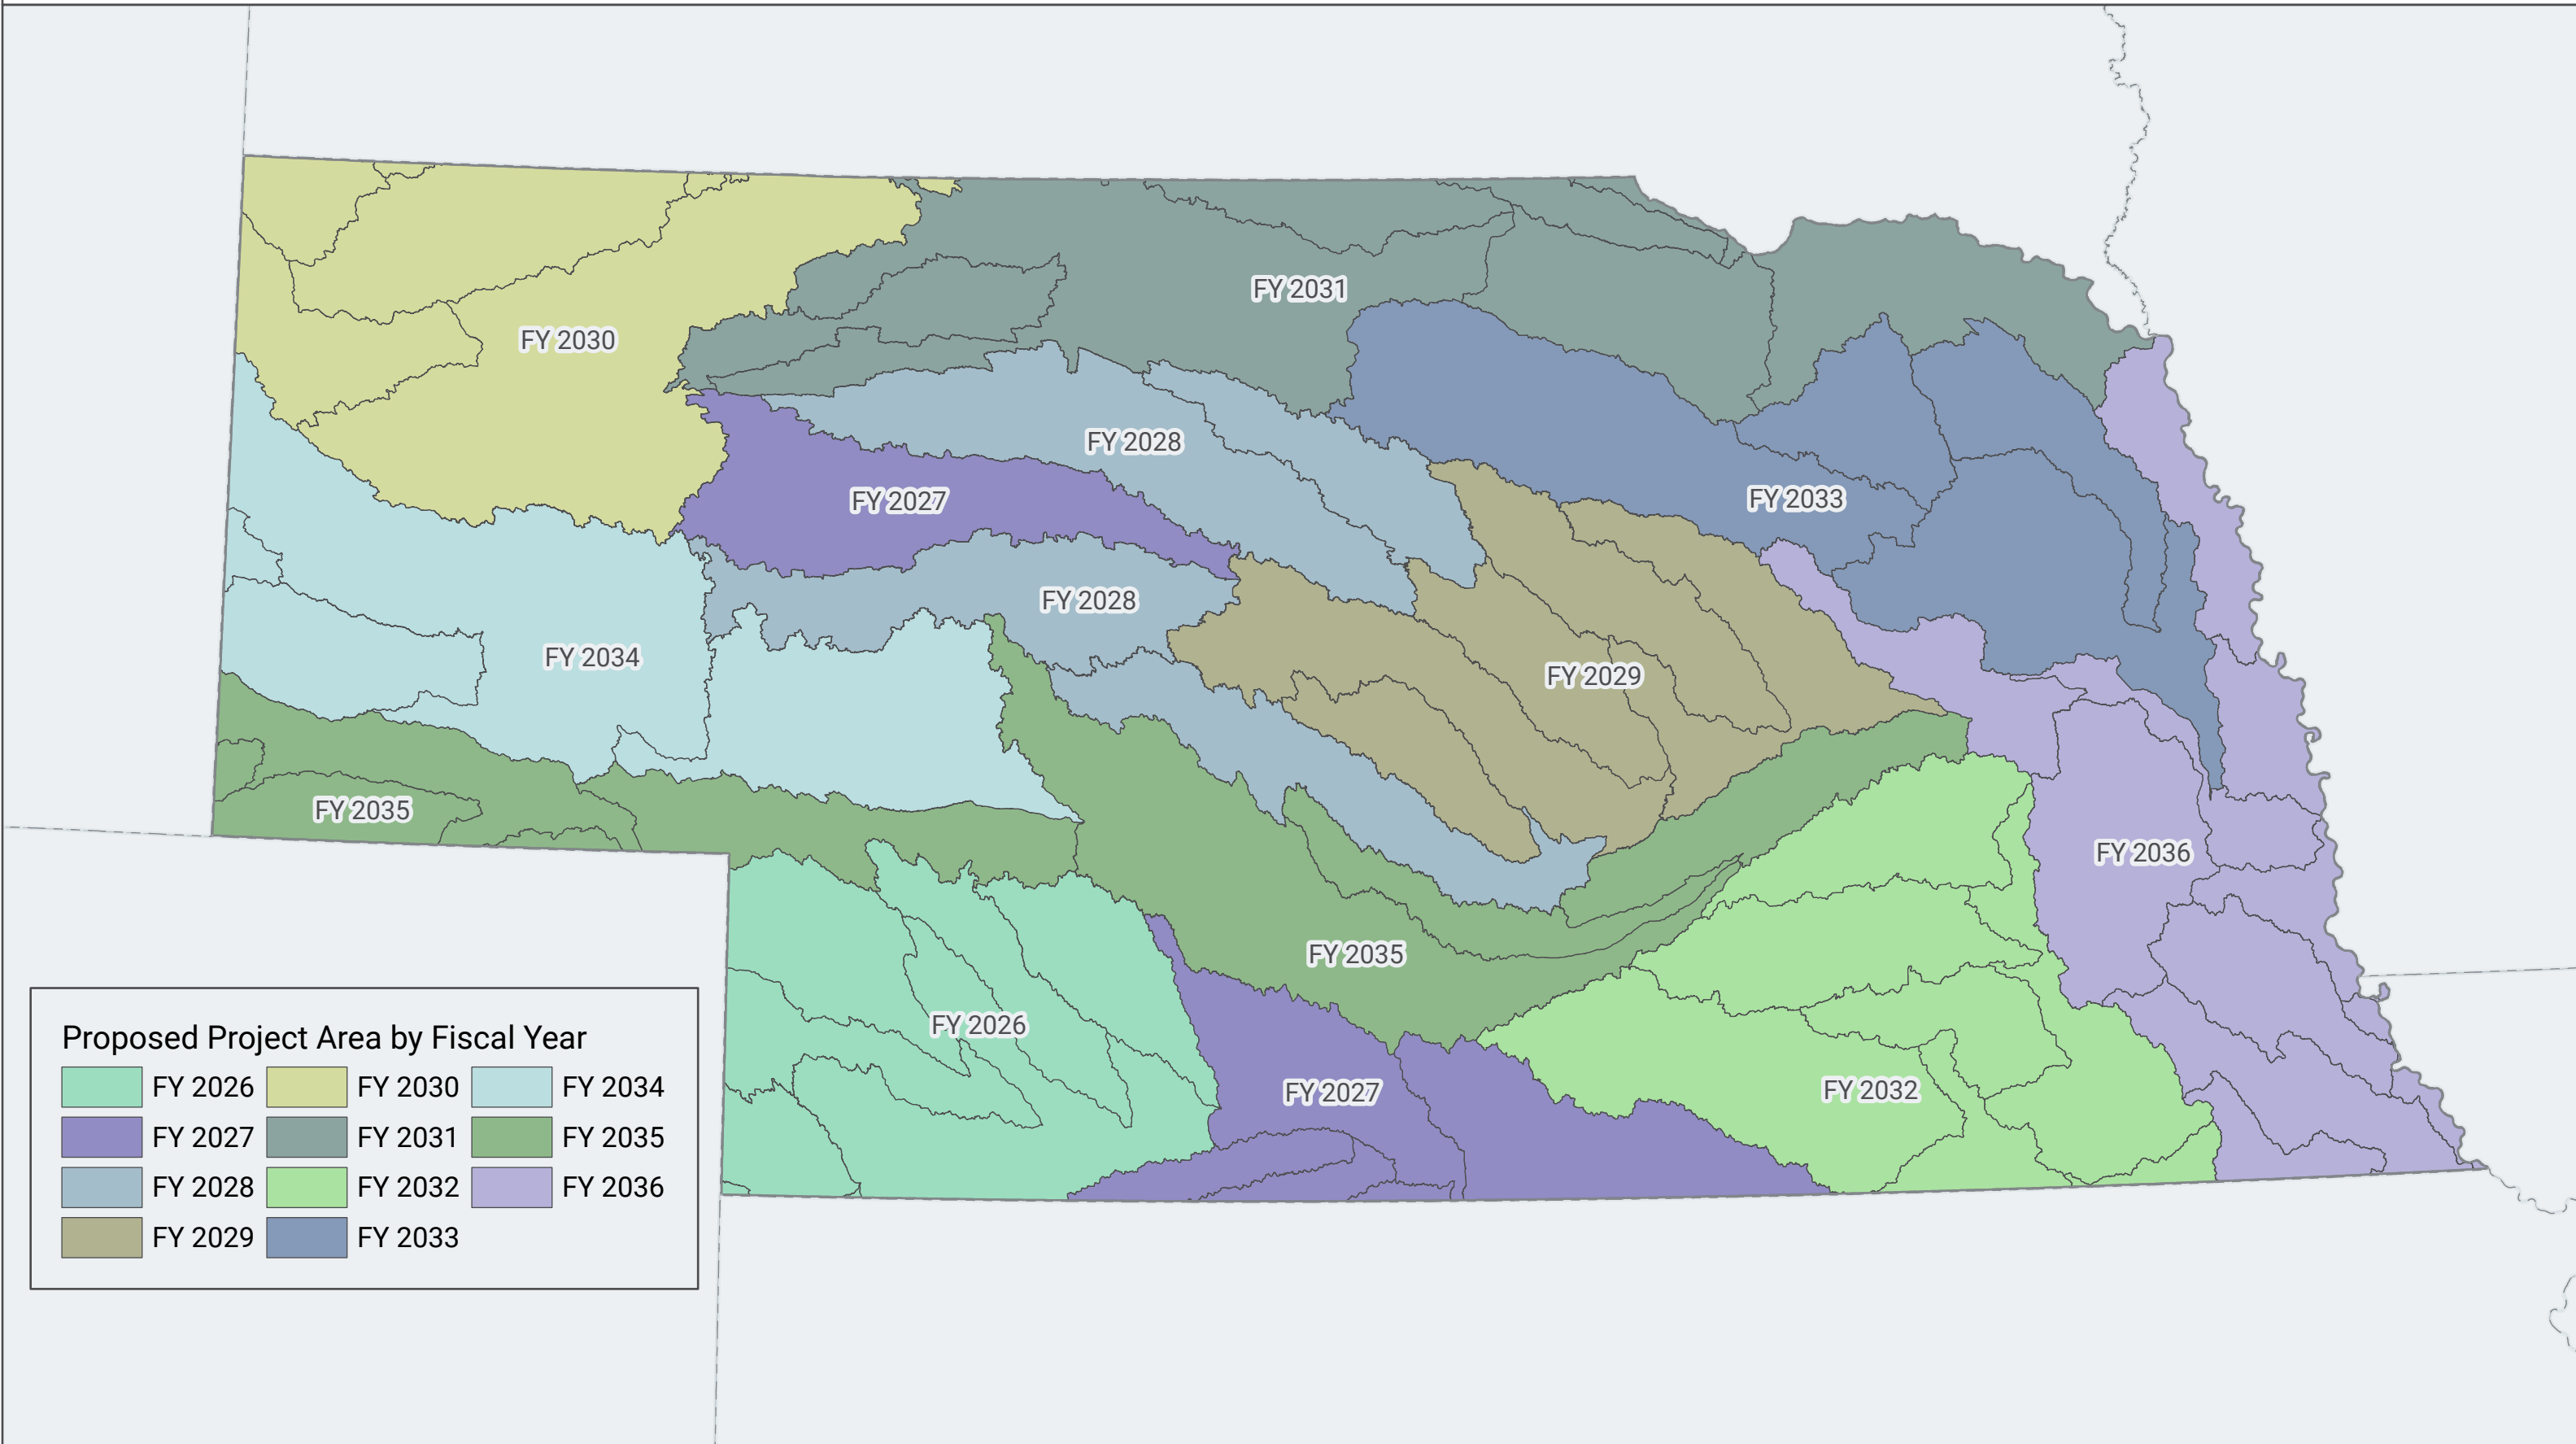 FY 2031
FY 2030
FY 2028
FY 2027
FY 2033
FY 2028
FY 2034
FY 2029
FY 2035
FY 2036
FY 2035
FY 2026
FY 2027
FY 2032
Proposed Project Area by Fiscal Year
FY 2026 FY 2030 FY 2034
FY 2027 FY 2031 FY 2035
FY 2028 FY 2032 FY 2036
FY 2029 FY 2033